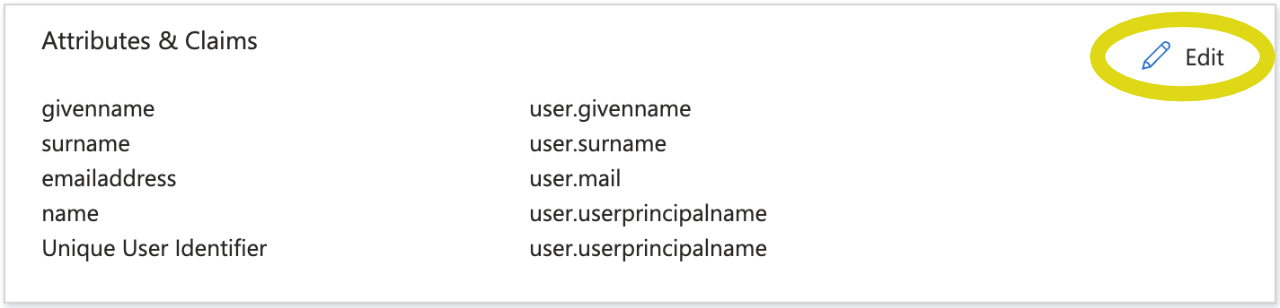 Attributes & Claims
Edit
givenname user.givenname
surname user.surname
emailaddress user.mail
name user.userprincipalname
Unique User Identifier user.userprincipalname